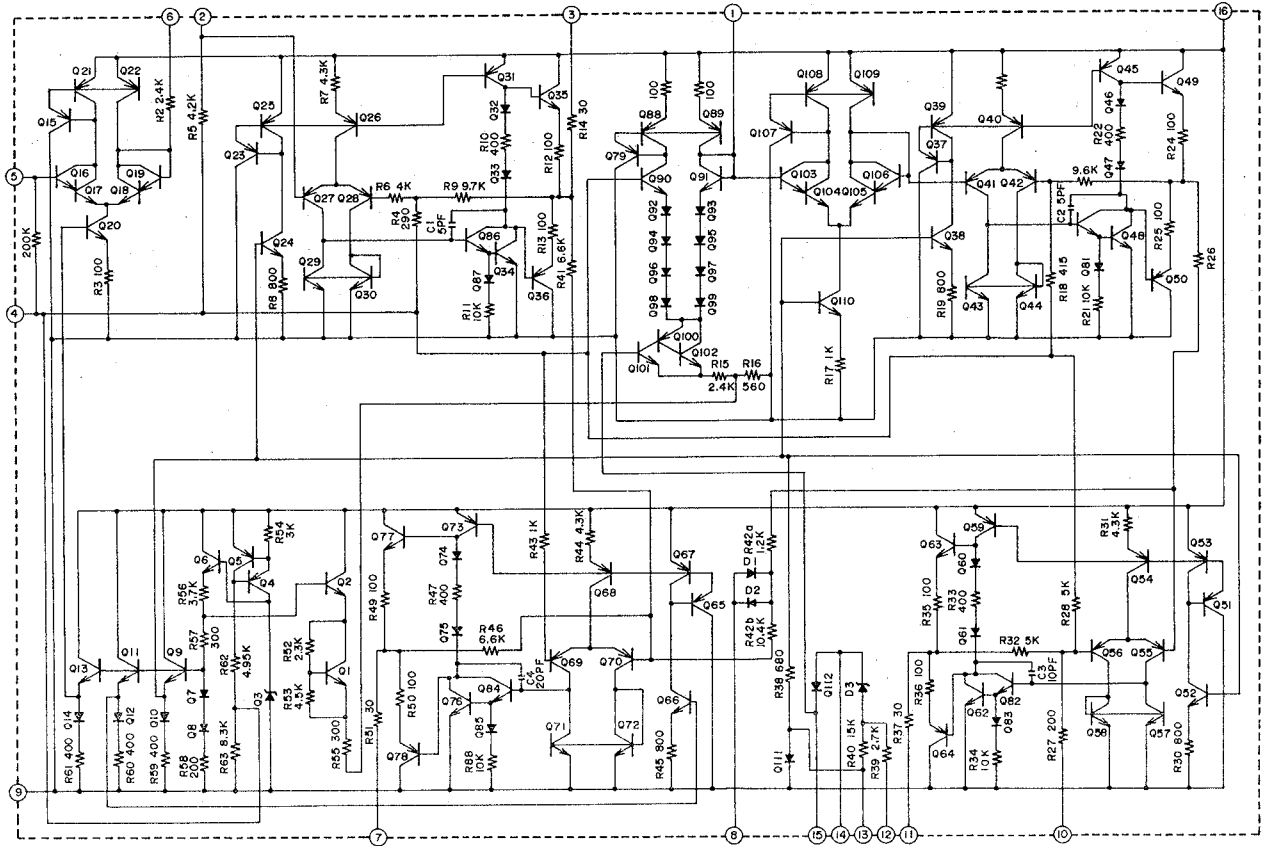 6 2 3 1 16
Q21 Q22
R2 2.4K
R5 4.2K
R7 4.3K
Q31
Q35
R14 30
100 100
Q108 Q109
Q45
Q49
Q15
Q25
Q26
Q32
R10 400
R12 100
Q88 Q89
Q107
Q39
Q40
Q46
R22 400
R24 100
Q23
Q33
Q79
Q37
Q47
5
Q16 Q17 Q18 Q19
Q27 Q28
R6 4K
R9 9.7K
Q90 Q91
Q103 Q104 Q105 Q106
Q41 Q42
9.6K
200K
Q20
Q24
R4 290
C1 5PF
Q86
R13 100
R41 6.6K
Q92 Q93
Q38
C2 5PF
Q48
R25 100
R26
R3 100
R8 800
Q29 Q30
Q87
Q34
R11 10K
Q36
Q94 Q95
Q96 Q97
Q98 Q99
Q110
R19 800
Q43 Q44
R18 415
Q81
R21 10K
Q50
4
Q100
Q101 Q102
R15 2.4K
R16 560
R17 1K
R54 3K
Q6 Q5 Q4
Q2
Q77
Q73
R43 1K
R44 4.3K
Q67
R42a 1.2K
Q59
R31 4.3K
Q53
R56 3.7K
Q74
Q68
D1
Q63
Q60
Q54
R57 300
R62 4.95K
R52 2.3K
R49 100
R47 400
Q65
D2
R35 100
R33 400
R28 5K
Q51
Q13 Q11 Q9
Q1
Q75
R46 6.6K
R42b 10.4K
Q61
R32 5K
Q7
Q3
R53 4.5K
C4 20PF
Q69 Q70
R38 680
Q112
D3
C3 10PF
Q56 Q55
Q14 Q12 Q10
Q8
R50 100
Q76
Q84
Q66
R36 100
Q62
Q82
Q52
R61 400
R60 400
R59 400
R58 200
R63 8.3K
R55 300
R51 30
Q78
Q85
R88 10K
Q71 Q72
R45 800
Q111
R40 15K
R39 2.7K
R37 30
Q64
Q83
R34 10K
R27 200
Q58 Q57
R30 800
9
7 8 15 14 13 12 11 10